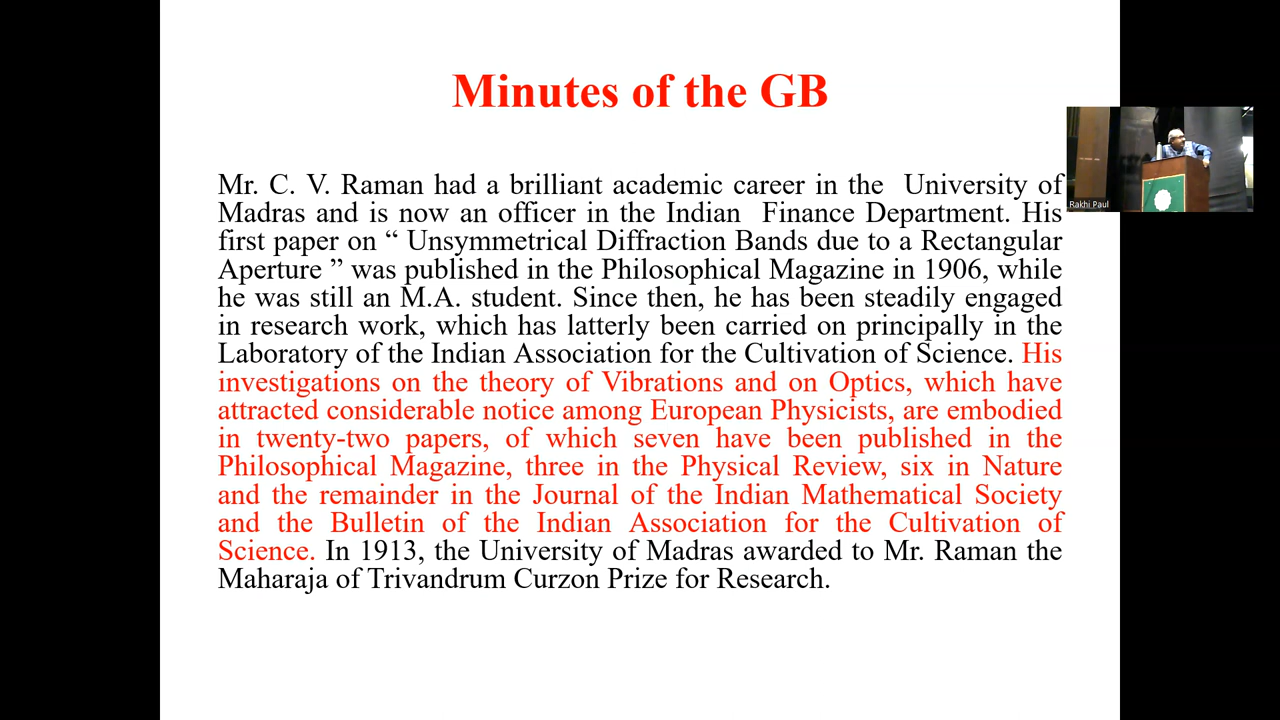 Minutes of the GB
Mr. C. V. Raman had a brilliant academic career in the University of
Madras and is now an officer in the Indian Finance Department. His
first paper on “ Unsymmetrical Diffraction Bands due to a Rectangular
Aperture ” was published in the Philosophical Magazine in 1906, while
he was still an M.A. student. Since then, he has been steadily engaged
in research work, which has latterly been carried on principally in the
Laboratory of the Indian Association for the Cultivation of Science. His
investigations on the theory of Vibrations and on Optics, which have
attracted considerable notice among European Physicists, are embodied
in twenty-two papers, of which seven have been published in the
Philosophical Magazine, three in the Physical Review, six in Nature
and the remainder in the Journal of the Indian Mathematical Society
and the Bulletin of the Indian Association for the Cultivation of
Science. In 1913, the University of Madras awarded to Mr. Raman the
Maharaja of Trivandrum Curzon Prize for Research.
Rakhi Paul